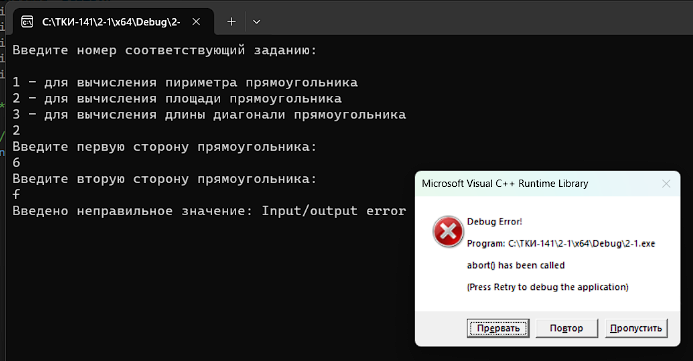 C:\ТКИ-141\2-1\x64\Debug\2-
Введите номер соответствующий заданию:
1 - для вычисления пириметра прямоугольника
2 - для вычисления площади прямоугольника
3 - для вычисления длины диагонали прямоугольника
2
Введите первую сторону прямоугольника:
6
Введите вторую сторону прямоугольника:
f
Введено неправильное значение: Input/output error
Microsoft Visual C++ Runtime Library
Debug Error!
Program: C:\ТКИ-141\2-1\x64\Debug\2-1.exe
abort() has been called
(Press Retry to debug the application)
Прервать Повтор Пропустить